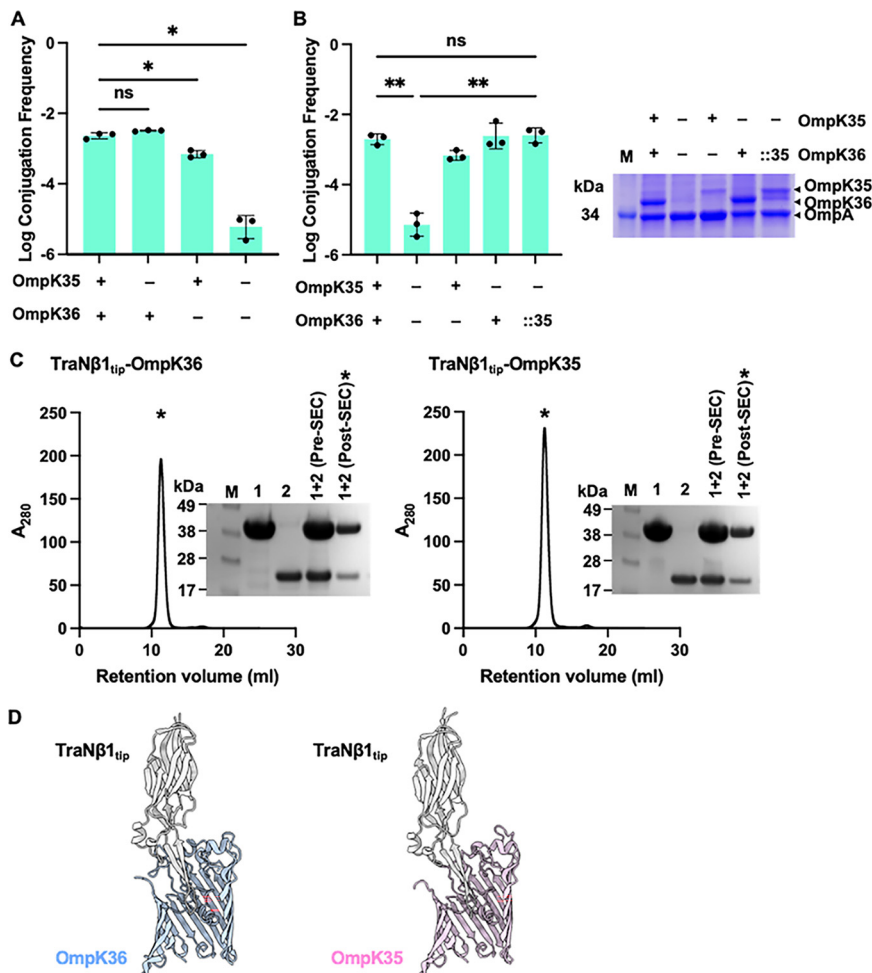 A
Log Conjugation Frequency
0
-2
-4
-6
*
*
ns
OmpK35 + – + –
OmpK36 + + – –
B
Log Conjugation Frequency
0
-2
-4
-6
ns
** **
OmpK35 + – + – –
OmpK36 + – – + ::35
+ – + – – OmpK35
M + – – + ::35 OmpK36
kDa
34
OmpK35
OmpK36
OmpA
C
TraNβ1tip-OmpK36
A280
250
200
150
100
50
0
0 10 20 30
Retention volume (ml)
*
kDa M 1 2 1+2 (Pre-SEC) 1+2 (Post-SEC)*
49
38
28
17
TraNβ1tip-OmpK35
A280
250
200
150
100
50
0
0 10 20 30
Retention volume (ml)
*
kDa M 1 2 1+2 (Pre-SEC) 1+2 (Post-SEC)*
49
38
28
17
D
TraNβ1tip
OmpK36
TraNβ1tip
OmpK35